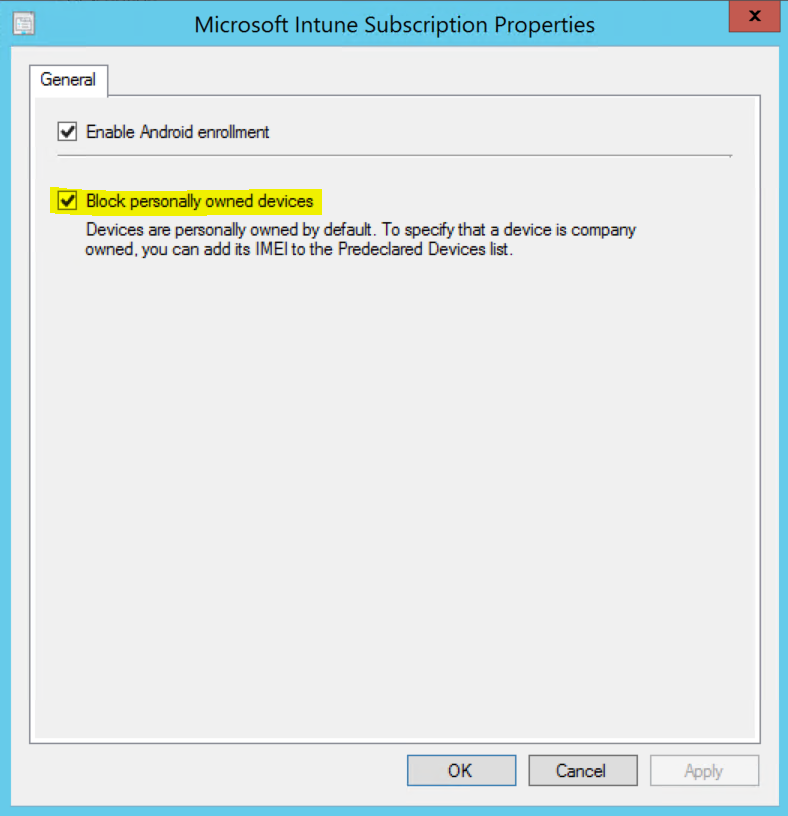 Microsoft Intune Subscription Properties
x
General
Enable Android enrollment
Block personally owned devices
Devices are personally owned by default. To specify that a device is company
owned, you can add its IMEI to the Predeclared Devices list.
OK
Cancel
Apply